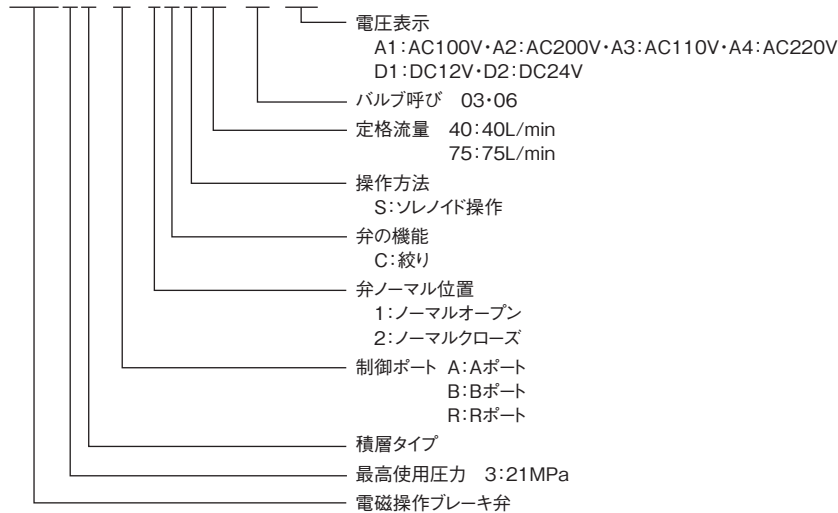 電圧表示
A1:AC100V・A2:AC200V・A3:AC110V・A4:AC220V
D1:DC12V・D2:DC24V
バルブ呼び 03・06
定格流量 40:40L/min
75:75L/min
操作方法
S:ソレノイド操作
弁の機能
C:絞り
弁ノーマル位置
1:ノーマルオープン
2:ノーマルクローズ
制御ポート A:Aポート
B:Bポート
R:Rポート
積層タイプ
最高使用圧力 3:21MPa
電磁操作ブレーキ弁